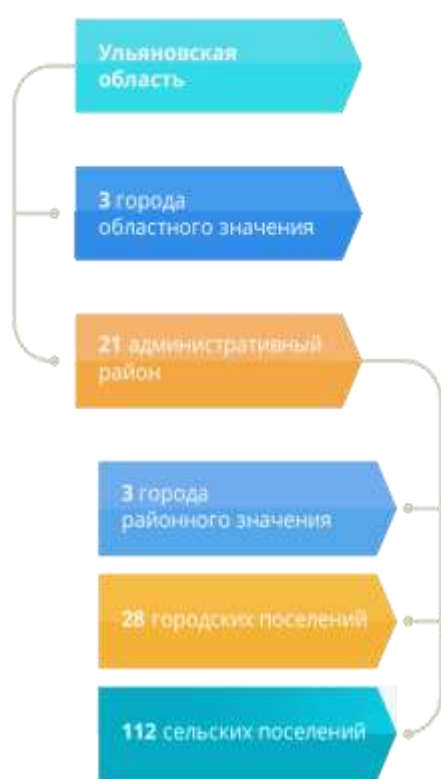 Ульяновская
область
3 города
областного значения
21 административный
район
3 города
районного значения
28 городских поселений
112 сельских поселений